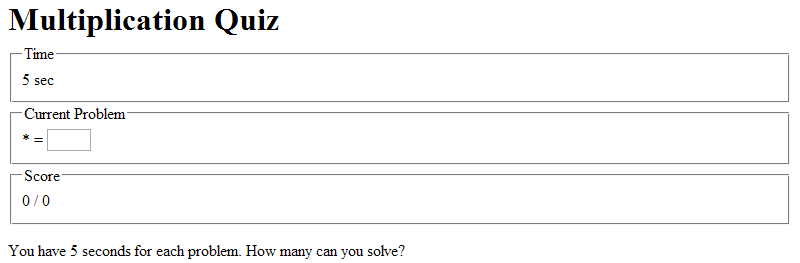 Multiplication Quiz
Time
5 sec
Current Problem
* =
Score
0 / 0
You have 5 seconds for each problem. How many can you solve?